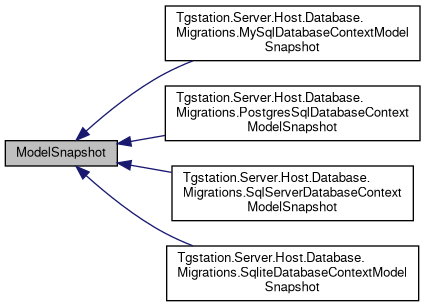 Tgstation.Server.Host.Database.
Migrations.MySqlDatabaseContextModel
Snapshot
Tgstation.Server.Host.Database.
Migrations.PostgresSqlDatabaseContext
ModelSnapshot
ModelSnapshot
Tgstation.Server.Host.Database.
Migrations.SqlServerDatabaseContext
ModelSnapshot
Tgstation.Server.Host.Database.
Migrations.SqliteDatabaseContextModel
Snapshot